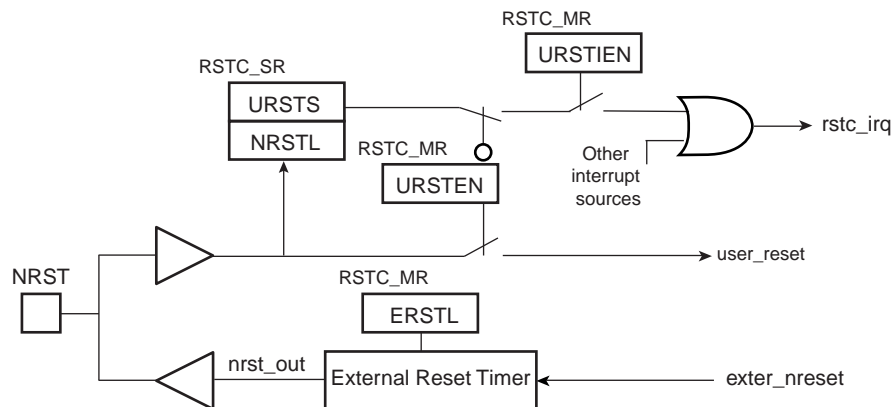 RSTC_MR
URSTIEN
RSTC_SR
URSTS
NRSTL
rstc_irq
RSTC_MR
Other
interrupt
sources
URSTEN
user_reset
NRST
RSTC_MR
ERSTL
nrst_out
External Reset Timer
exter_nreset